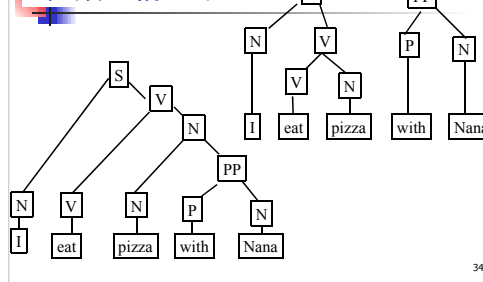 N V P N
V N
I eat pizza with Nana
S
V
N
PP
N V N P N
I eat pizza with Nana
34